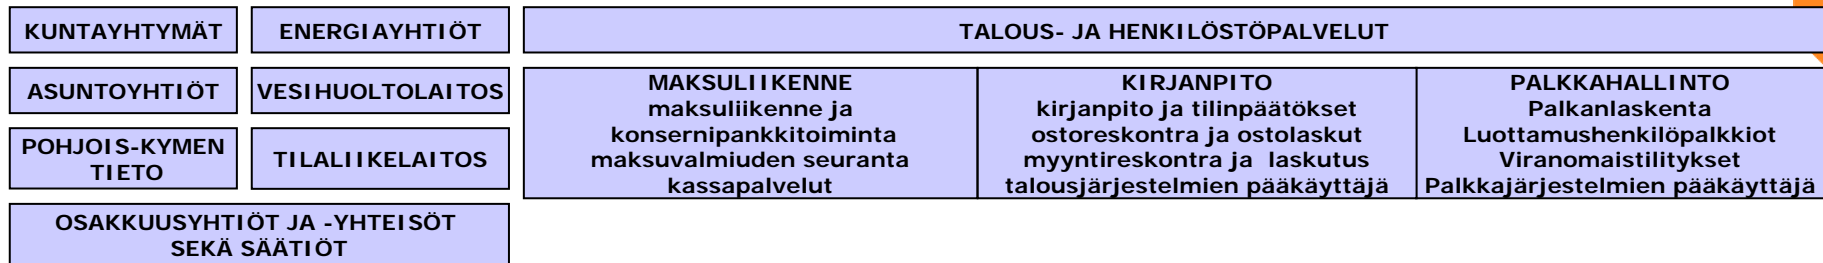 KUNTAYHTYMÄT
ENERGIAYHTIÖT
ASUNTOYHTIÖT
VESIHUOLTOLAITOS
POHJOIS-KYMEN
TIETO
TILALIIKELAITOS
OSAKKUUSYHTIÖT JA -YHTEISÖT
SEKÄ SÄÄTIÖT
TALOUS- JA HENKILÖSTÖPALVELUT
MAKSULIIKENNE
maksuliikenne ja
konsernipankkitoiminta
maksuvalmiuden seuranta
kassapalvelut
KIRJANPITO
kirjanpito ja tilinpäätökset
ostoreskontra ja ostolaskut
myyntireskontra ja laskutus
talousjärjestelmien pääkäyttäjä
PALKKAHALLINTO
Palkanlaskenta
Luottamushenkilöpalkkiot
Viranomaistilitykset
Palkkajärjestelmien pääkäyttäjä